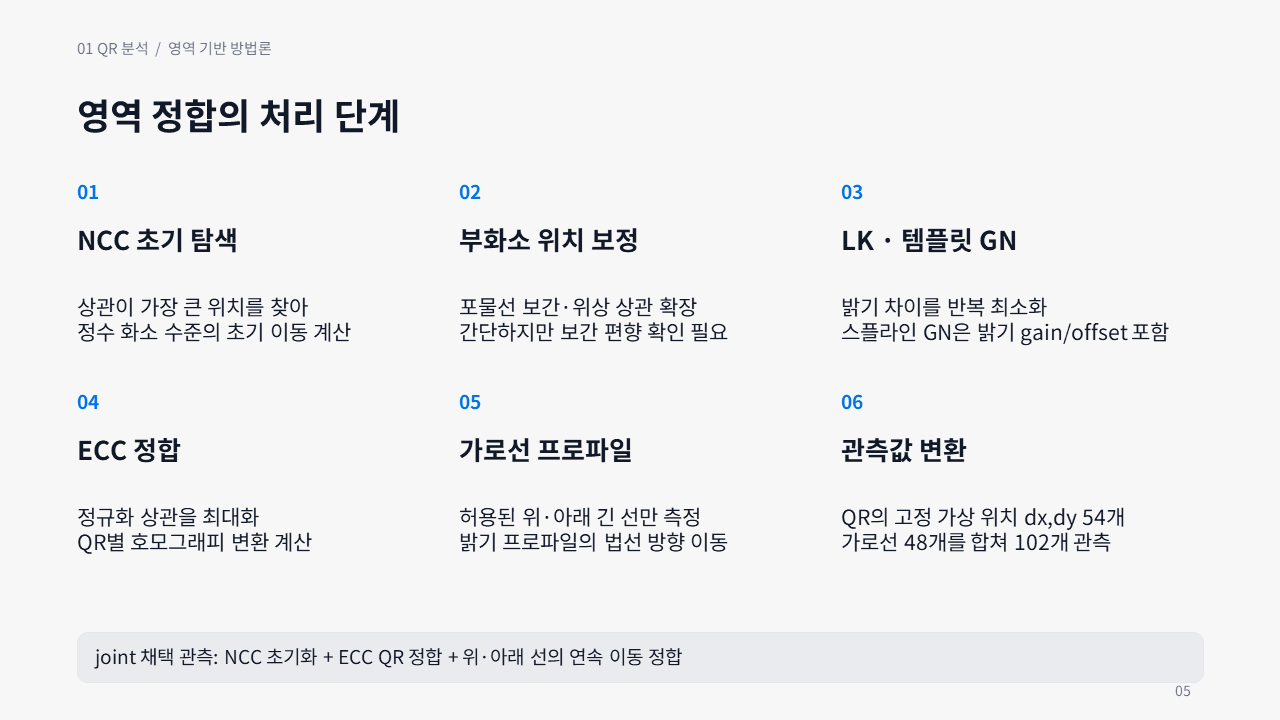 01 QR 분석 / 영역 기반 방법론
영역 정합의 처리 단계
01
NCC 초기 탐색
상관이 가장 큰 위치를 찾아
정수 화소 수준의 초기 이동 계산
02
부화소 위치 보정
포물선 보간·위상 상관 확장
간단하지만 보간 편향 확인 필요
03
LK · 템플릿 GN
밝기 차이를 반복 최소화
스플라인 GN은 밝기 gain/offset 포함
04
ECC 정합
정규화 상관을 최대화
QR별 호모그래피 변환 계산
05
가로선 프로파일
허용된 위·아래 긴 선만 측정
밝기 프로파일의 법선 방향 이동
06
관측값 변환
QR의 고정 가상 위치 dx,dy 54개
가로선 48개를 합쳐 102개 관측
joint 채택 관측: NCC 초기화 + ECC QR 정합 + 위·아래 선의 연속 이동 정합
05